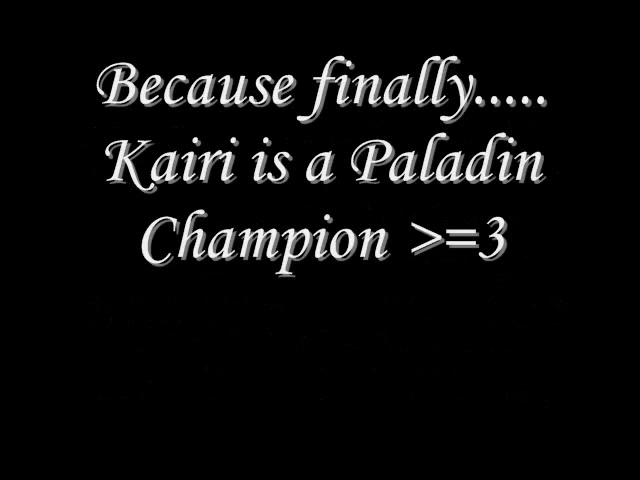 Because finally.....
Kairi is a Paladin
Champion >=3